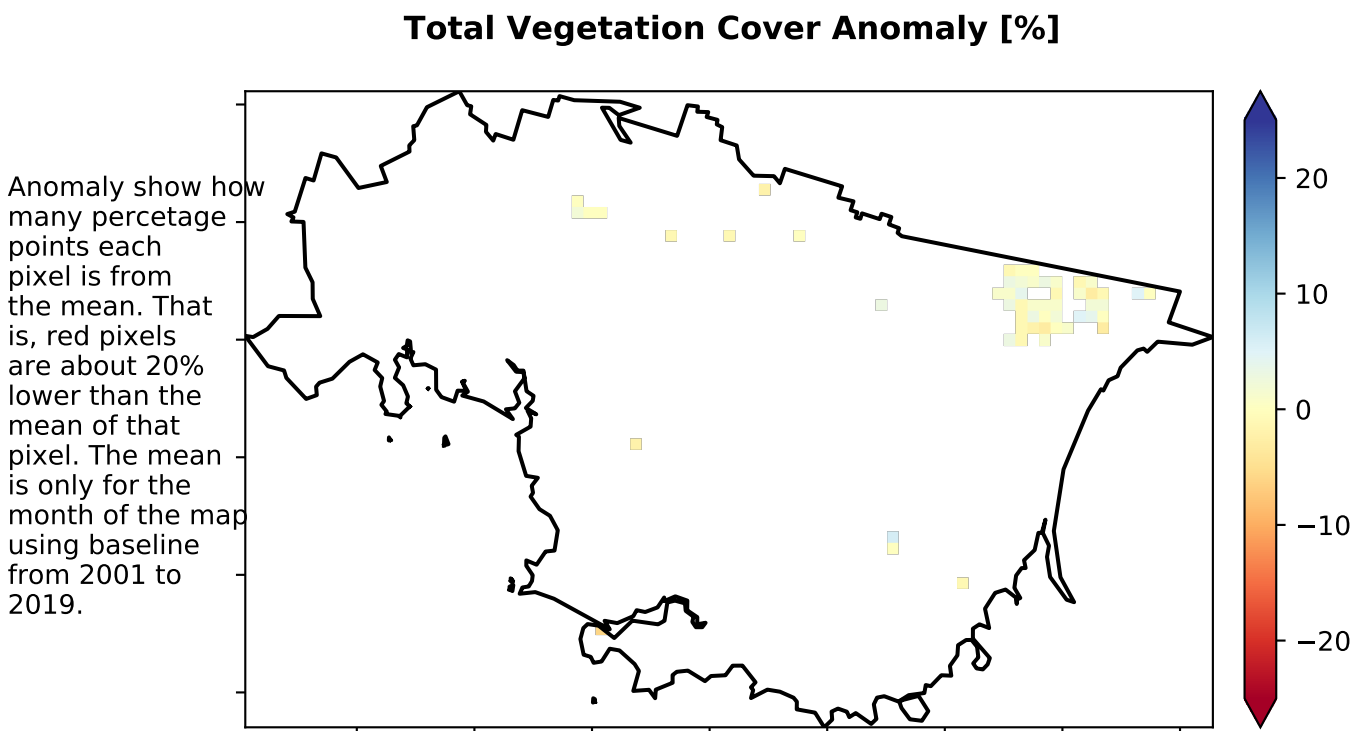 Total Vegetation Cover Anomaly [%]
Anomaly show how
many percetage
points each
pixel is from
the mean. That
is, red pixels
are about 20%
lower than the
mean of that
pixel. The mean
is only for the
month of the map
using baseline
from 2001 to
2019.
20
10
0
−10
−20